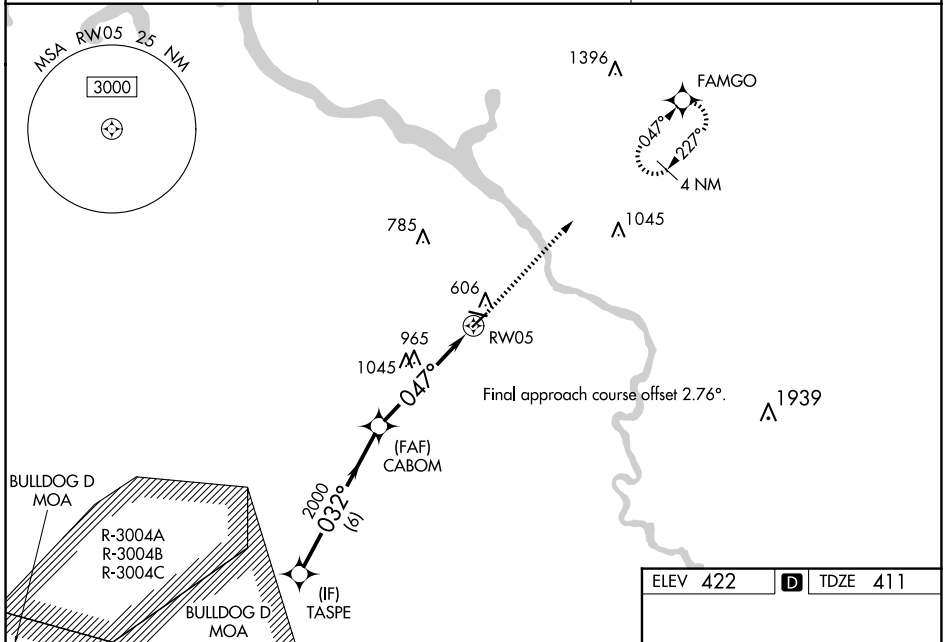 MSA RW05 25 NM
3000
1396
FAMGO
047°
227°
4 NM
1045
785
606
RW05
965
1045
047°
Final approach course offset 2.76°.
1939
(FAF)
CABOM
2000
032°
(6)
BULLDOG D
MOA
R-3004A
R-3004B
R-3004C
(IF)
TASPE
BULLDOG D
MOA
ELEV 422 D TDZE 411